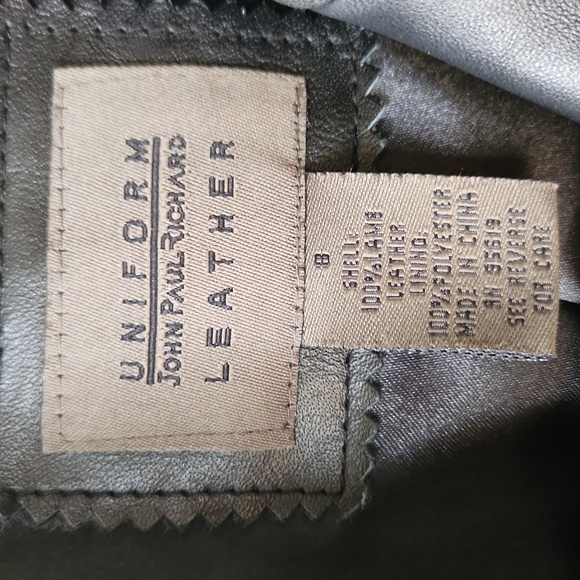 UNIFORM
JOHN PAUL RICHARD
LEATHER
8
SHELL:
100% LAMB
LEATHER
LINING:
100% POLYESTER
MADE IN CHINA
RN 95519
SEE REVERSE
FOR CARE